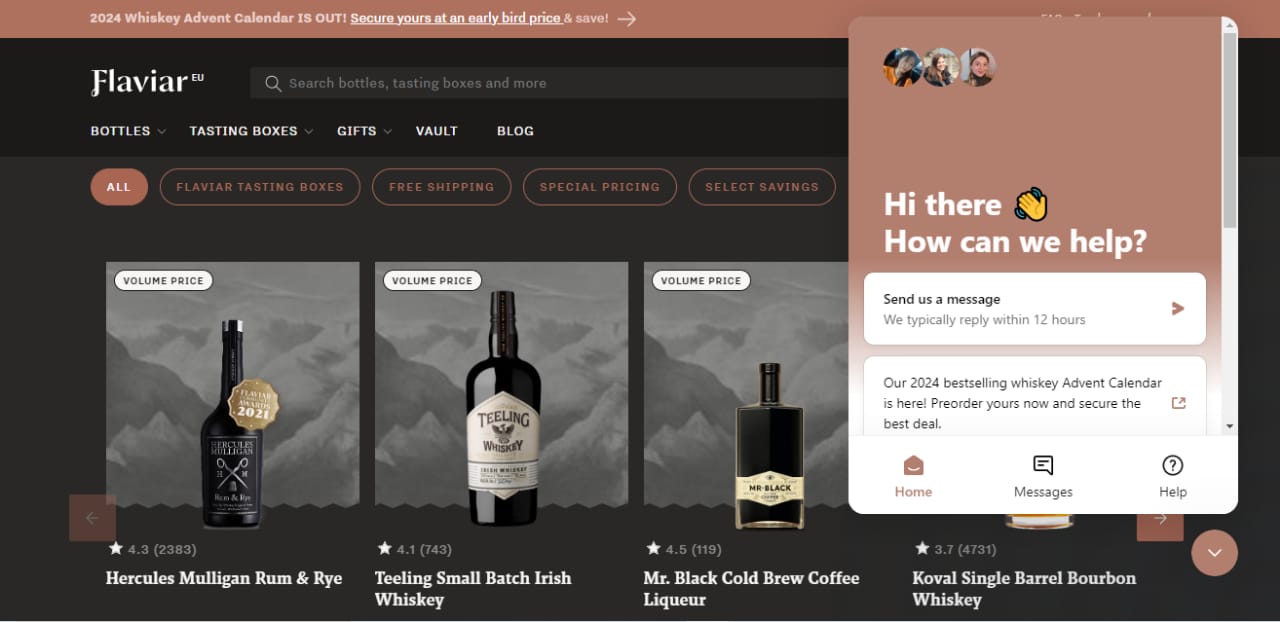 2024 Whiskey Advent Calendar IS OUT! Secure yours at an early bird price & save!
Flaviar EU
Search bottles, tasting boxes and more
BOTTLES TASTING BOXES GIFTS VAULT BLOG
ALL FLAVIAR TASTING BOXES FREE SHIPPING SPECIAL PRICING SELECT SAVINGS
VOLUME PRICE
FLAVIAR
AWARDS
2021
HERCULES
MULLIGAN
H M
Rum & Rye
4.3 (2383)
Hercules Mulligan Rum & Rye
VOLUME PRICE
TEELING
WHISKEY
IRISH WHISKEY
4.1 (743)
Teeling Small Batch Irish
Whiskey
VOLUME PRICE
MR·BLACK
COFFEE
4.5 (119)
Mr. Black Cold Brew Coffee
Liqueur
3.7 (4731)
Koval Single Barrel Bourbon
Whiskey
Hi there
How can we help?
Send us a message
We typically reply within 12 hours
Our 2024 bestselling whiskey Advent Calendar
is here! Preorder yours now and secure the
best deal.
Home Messages Help